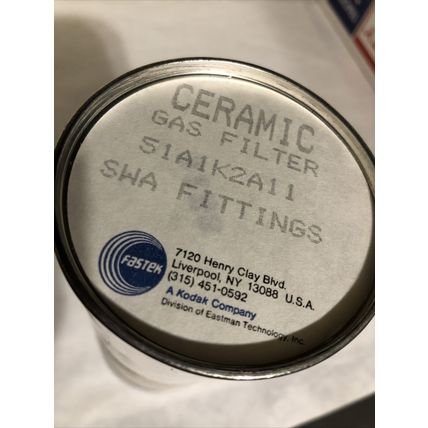 CERAMIC
GAS FILTER
51A1K2A11
SWA FITTINGS
FASTEK
7120 Henry Clay Blvd.
Liverpool, NY 13088 U.S.A.
(315) 451-0592
A Kodak Company
Division of Eastman Technology, Inc.